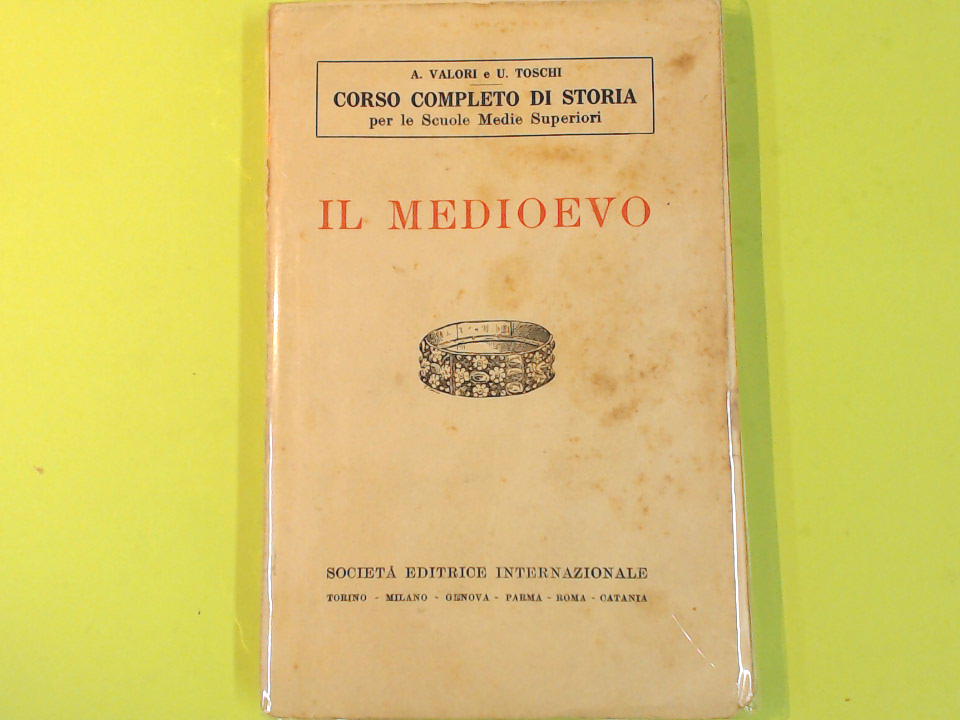 A. VALORI e U. TOSCHI
CORSO COMPLETO DI STORIA
per le Scuole Medie Superiori
IL MEDIOEVO
SOCIETÁ EDITRICE INTERNAZIONALE
TORINO - MILANO - GENOVA - PARMA - ROMA - CATANIA